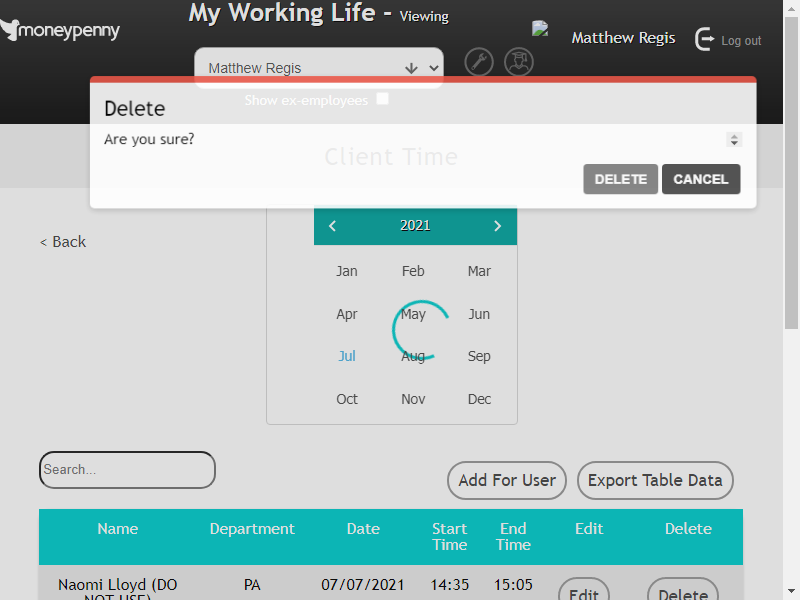 My Working Life - Viewing
moneypenny
Matthew Regis
Log out
Matthew Regis
Show ex-employees
Delete
Are you sure?
Client Time
DELETE
CANCEL
2021
< Back
Jan Feb Mar
Apr May Jun
Jul Aug Sep
Oct Nov Dec
Search...
Add For User
Export Table Data
Name Department Date Start Time End Time Edit Delete
Naomi Lloyd (DO NOT USE) PA 07/07/2021 14:35 15:05 Edit Delete